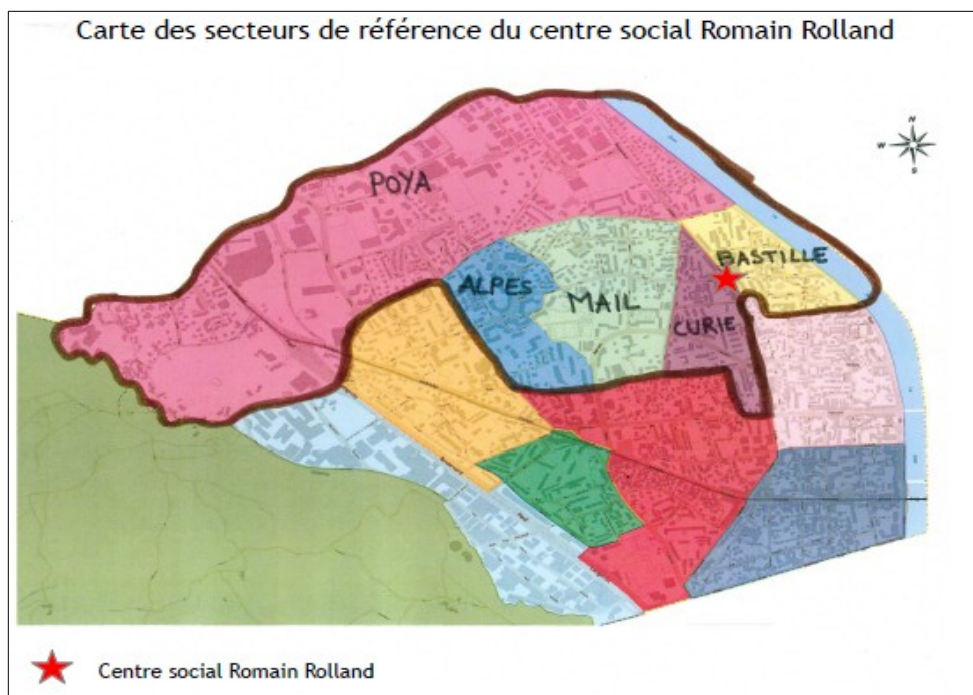 Carte des secteurs de référence du centre social Romain Rolland
N
W
S
POYA
BASTILLE
ALPES
MAIL
CURIE
Centre social Romain Rolland